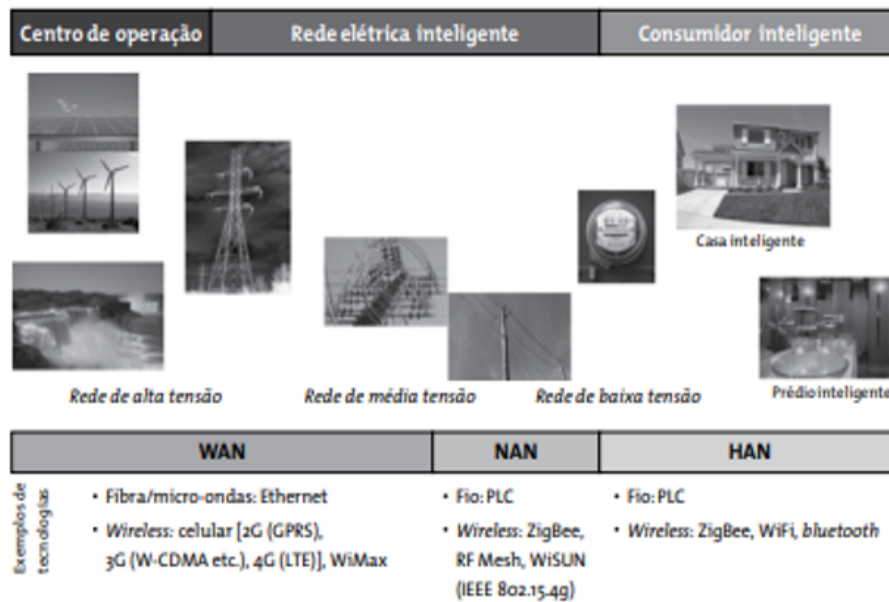 Centro de operação
Rede elétrica inteligente
Consumidor inteligente
Casa inteligente
Prédio inteligente
Rede de alta tensão
Rede de média tensão
Rede de baixa tensão
WAN
NAN
HAN
Exemplos de
tecnologias
• Fibra/micro-ondas: Ethernet
• Wireless: celular [2G (GPRS),
3G (W-CDMA etc.), 4G (LTE)], WiMax
• Fio: PLC
• Wireless: ZigBee,
RF Mesh, WiSUN
(IEEE 802.15.4g)
• Fio: PLC
• Wireless: ZigBee, WiFi, bluetooth